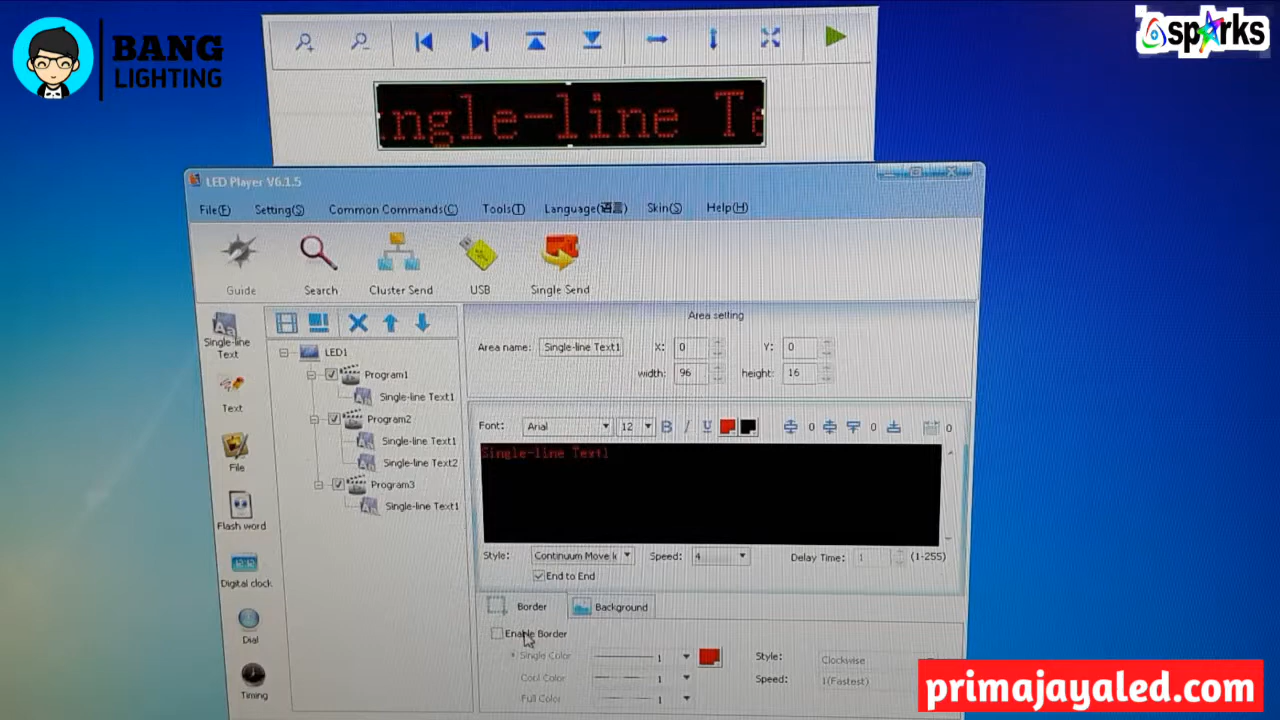 BANG
LIGHTING
sparks
ngle-line Te
LED Player V6.1.5
File(F) Setting(S) Common Commands(C) Tools(T) Language(语言) Skin(S) Help(H)
Guide Search Cluster Send USB Single Send
Single-line
Text
Text
File
Flash word
Digital clock
Dial
Timing
LED1
Program1
Single-line Text1
Program2
Single-line Text1
Single-line Text2
Program3
Single-line Text1
Area setting
Area name: Single-line Text1 X: 0 Y: 0
width: 96 height: 16
Font: Arial 12 B I U 0 0 0
Single-line Text1
Style: Continuum Move Speed: 4 Delay Time: 1 (1-255)
End to End
Border Background
Enable Border
Single Color 1 Style: Clockwise
Cool Color 1 Speed: 1(Fastest)
Full Color 1
primajayaled.com